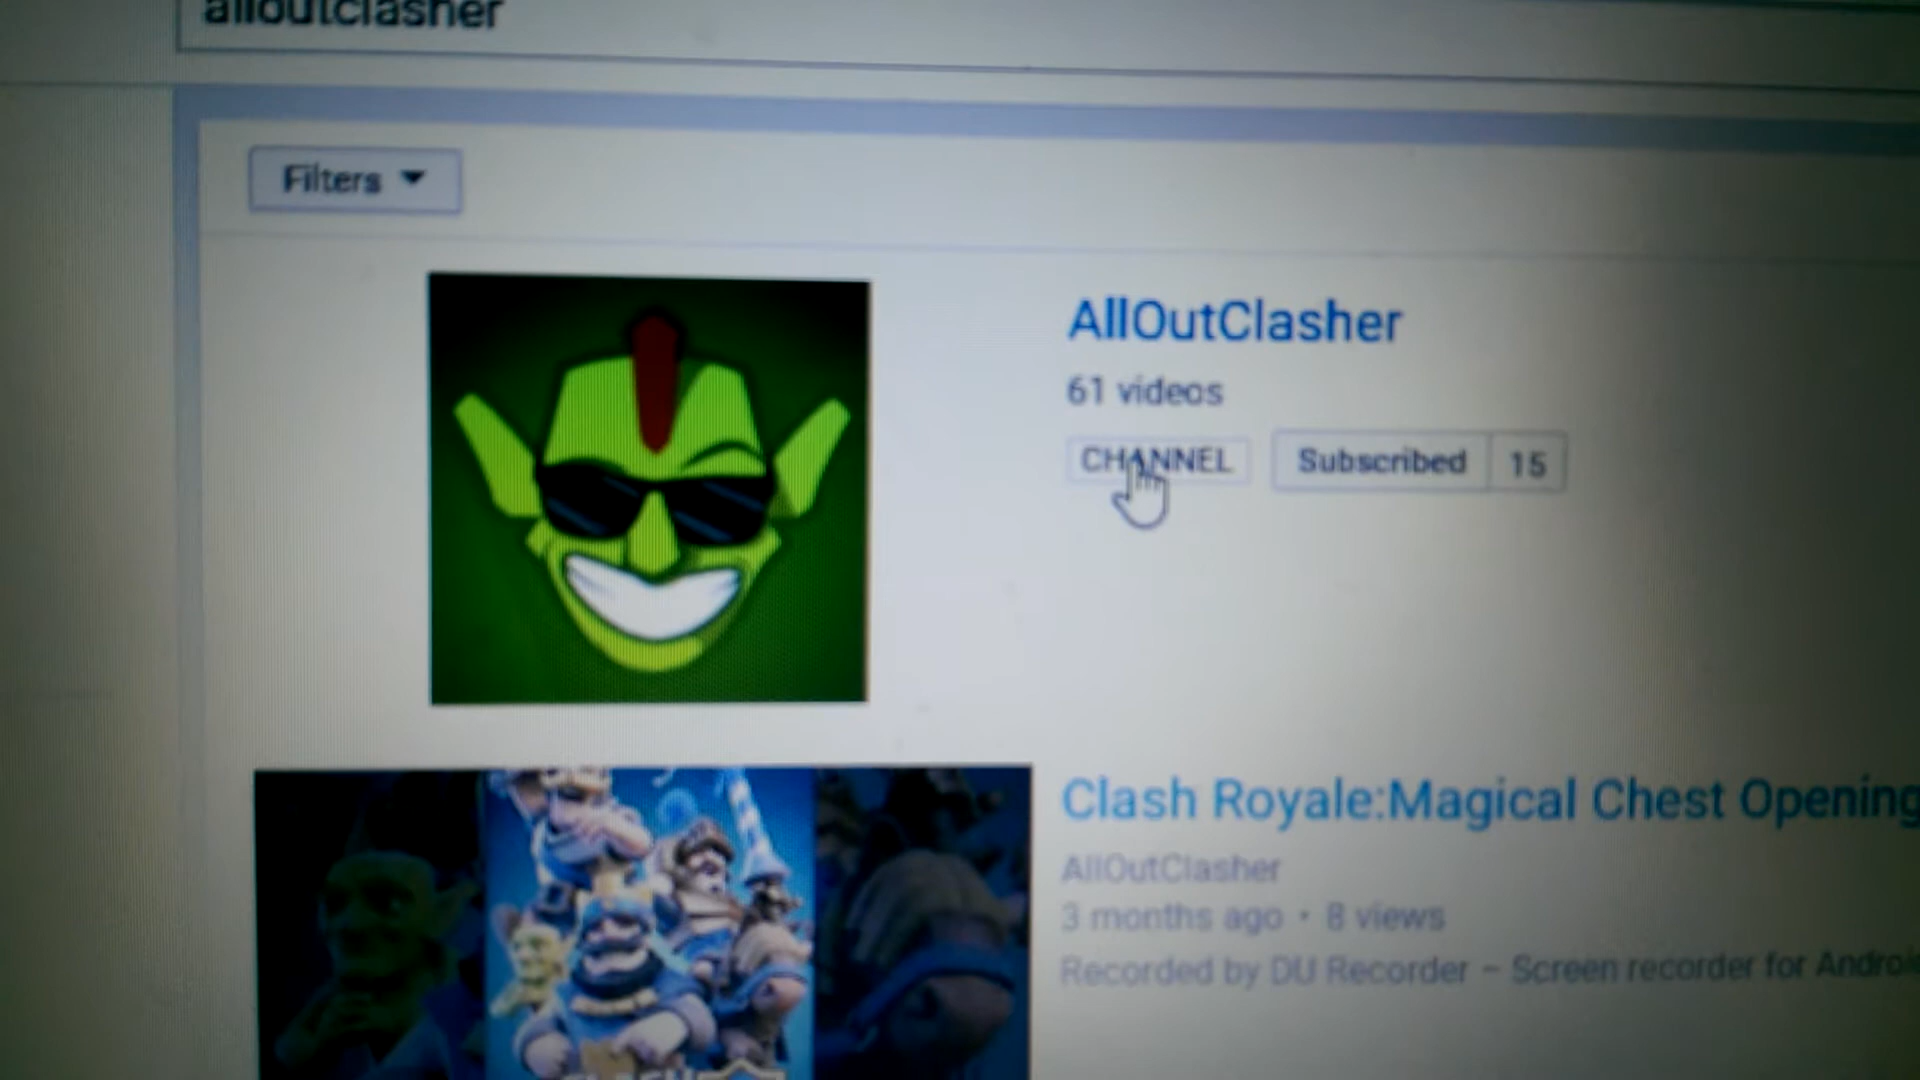 alloutclasher
Filters
AllOutClasher
61 videos
CHANNEL Subscribed 15
Clash Royale:Magical Chest Opening
AllOutClasher
3 months ago • 8 views
Recorded by DU Recorder – Screen recorder for